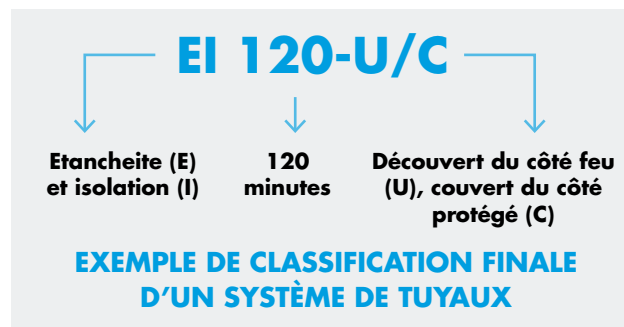 EI 120-U/C
Etancheite (E)
et isolation (I)
120
minutes
Découvert du côté feu
(U), couvert du côté
protégé (C)
EXEMPLE DE CLASSIFICATION FINALE
D'UN SYSTÈME DE TUYAUX